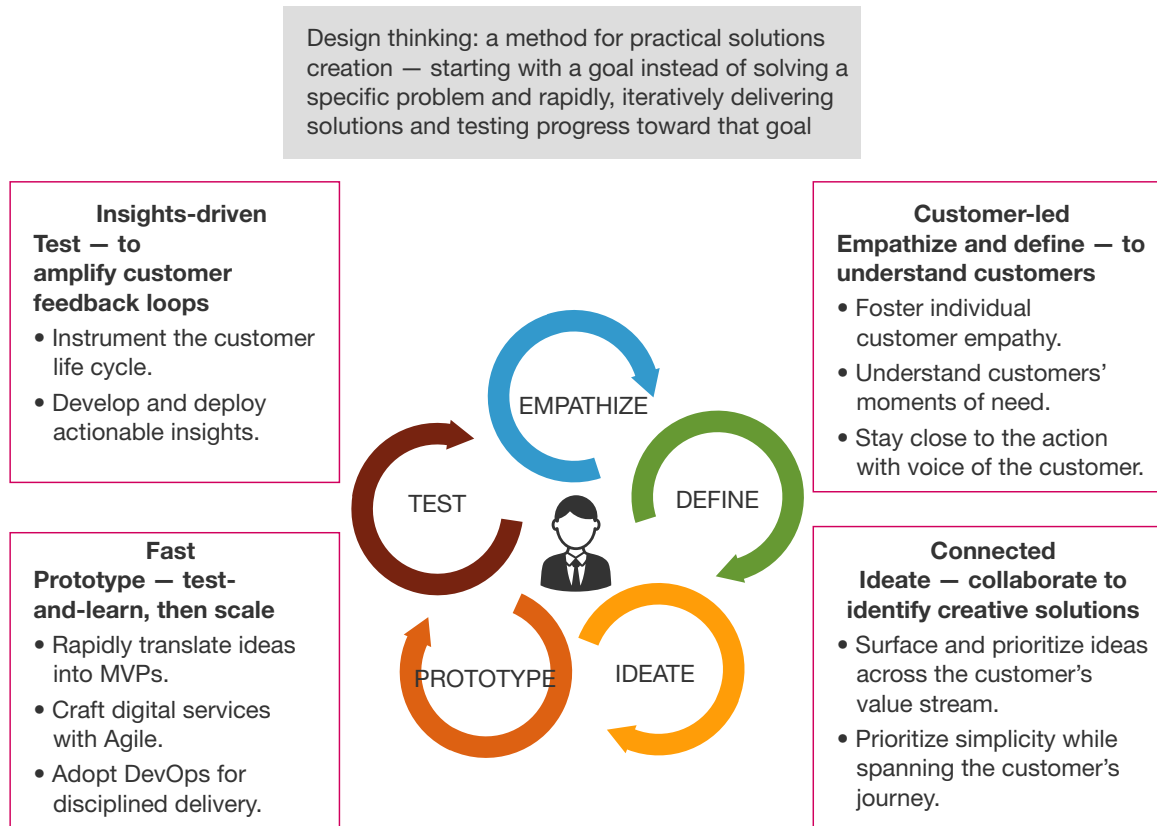 Design thinking: a method for practical solutions
creation — starting with a goal instead of solving a
specific problem and rapidly, iteratively delivering
solutions and testing progress toward that goal
Insights-driven
Test — to
amplify customer
feedback loops
• Instrument the customer
life cycle.
• Develop and deploy
actionable insights.
Customer-led
Empathize and define — to
understand customers
• Foster individual
customer empathy.
• Understand customers’
moments of need.
• Stay close to the action
with voice of the customer.
EMPATHIZE
TEST
DEFINE
PROTOTYPE
IDEATE
Fast
Prototype — test-
and-learn, then scale
• Rapidly translate ideas
into MVPs.
• Craft digital services
with Agile.
• Adopt DevOps for
disciplined delivery.
Connected
Ideate — collaborate to
identify creative solutions
• Surface and prioritize ideas
across the customer’s
value stream.
• Prioritize simplicity while
spanning the customer’s
journey.